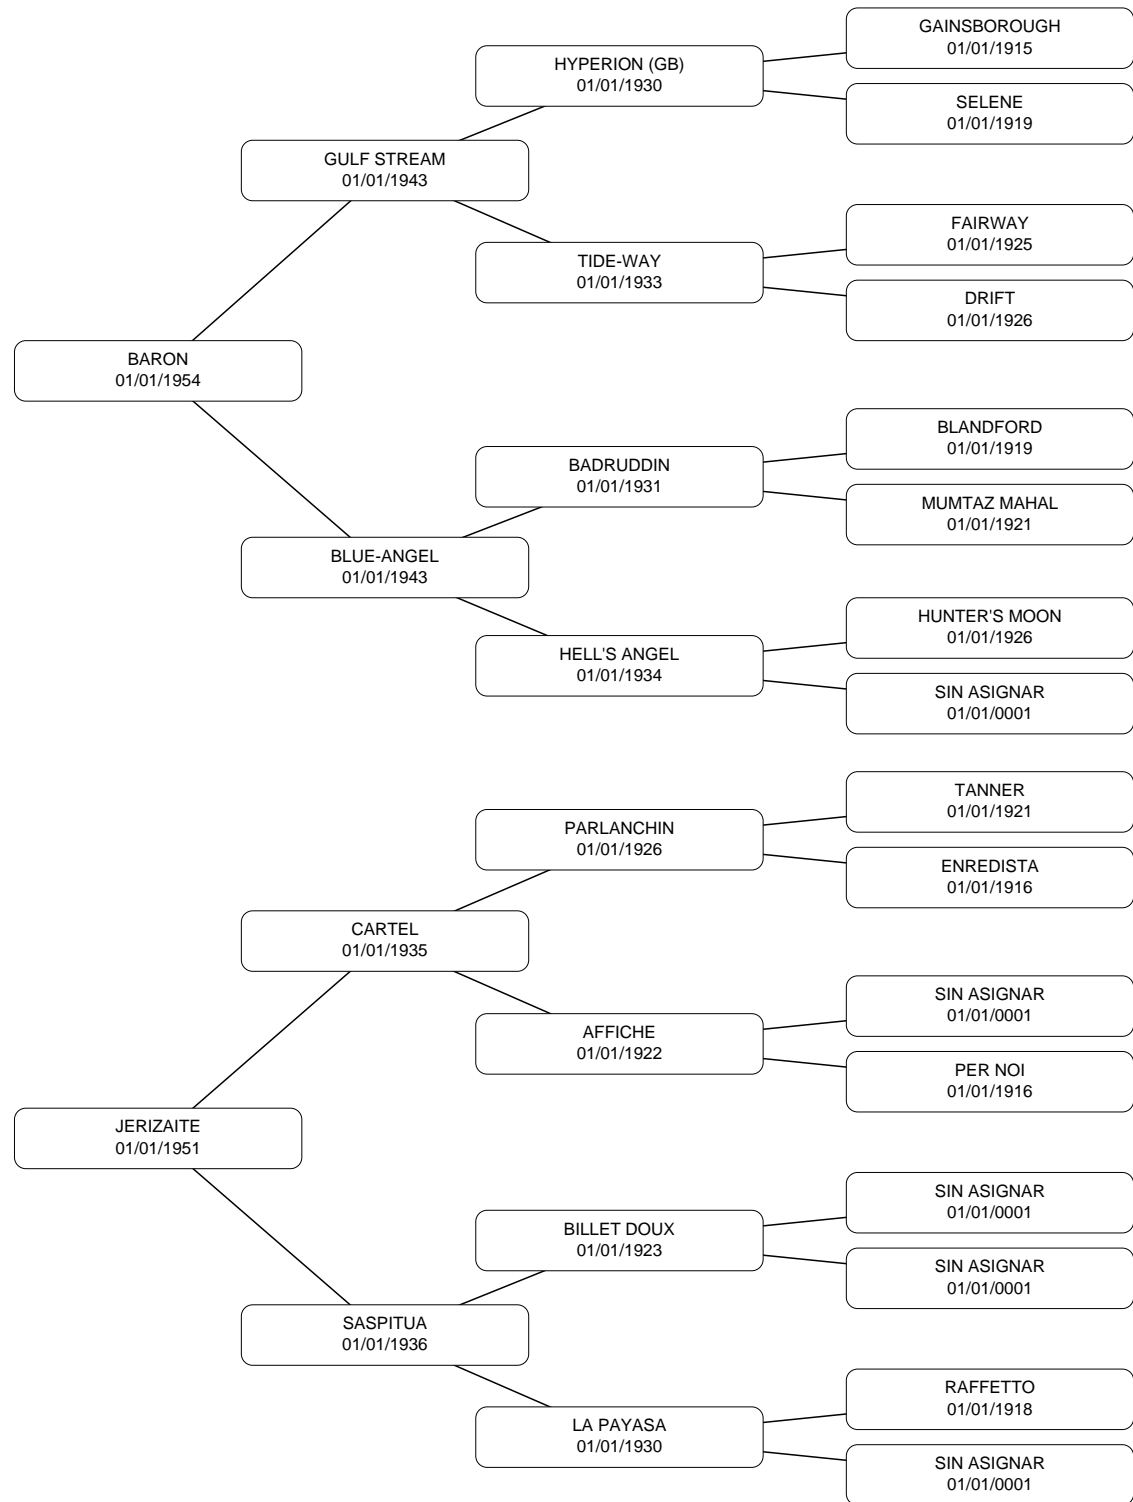 GAINSBOROUGH
01/01/1915
HYPERION (GB)
01/01/1930
SELENE
01/01/1919
GULF STREAM
01/01/1943
FAIRWAY
01/01/1925
TIDE-WAY
01/01/1933
DRIFT
01/01/1926
BARON
01/01/1954
BLANDFORD
01/01/1919
BADRUDDIN
01/01/1931
MUMTAZ MAHAL
01/01/1921
BLUE-ANGEL
01/01/1943
HUNTER'S MOON
01/01/1926
HELL'S ANGEL
01/01/1934
SIN ASIGNAR
01/01/0001
TANNER
01/01/1921
PARLANCHIN
01/01/1926
ENREDISTA
01/01/1916
CARTEL
01/01/1935
SIN ASIGNAR
01/01/0001
AFFICHE
01/01/1922
PER NOI
01/01/1916
JERIZAITE
01/01/1951
SIN ASIGNAR
01/01/0001
BILLET DOUX
01/01/1923
SIN ASIGNAR
01/01/0001
SASPITUA
01/01/1936
RAFFETTO
01/01/1918
LA PAYASA
01/01/1930
SIN ASIGNAR
01/01/0001